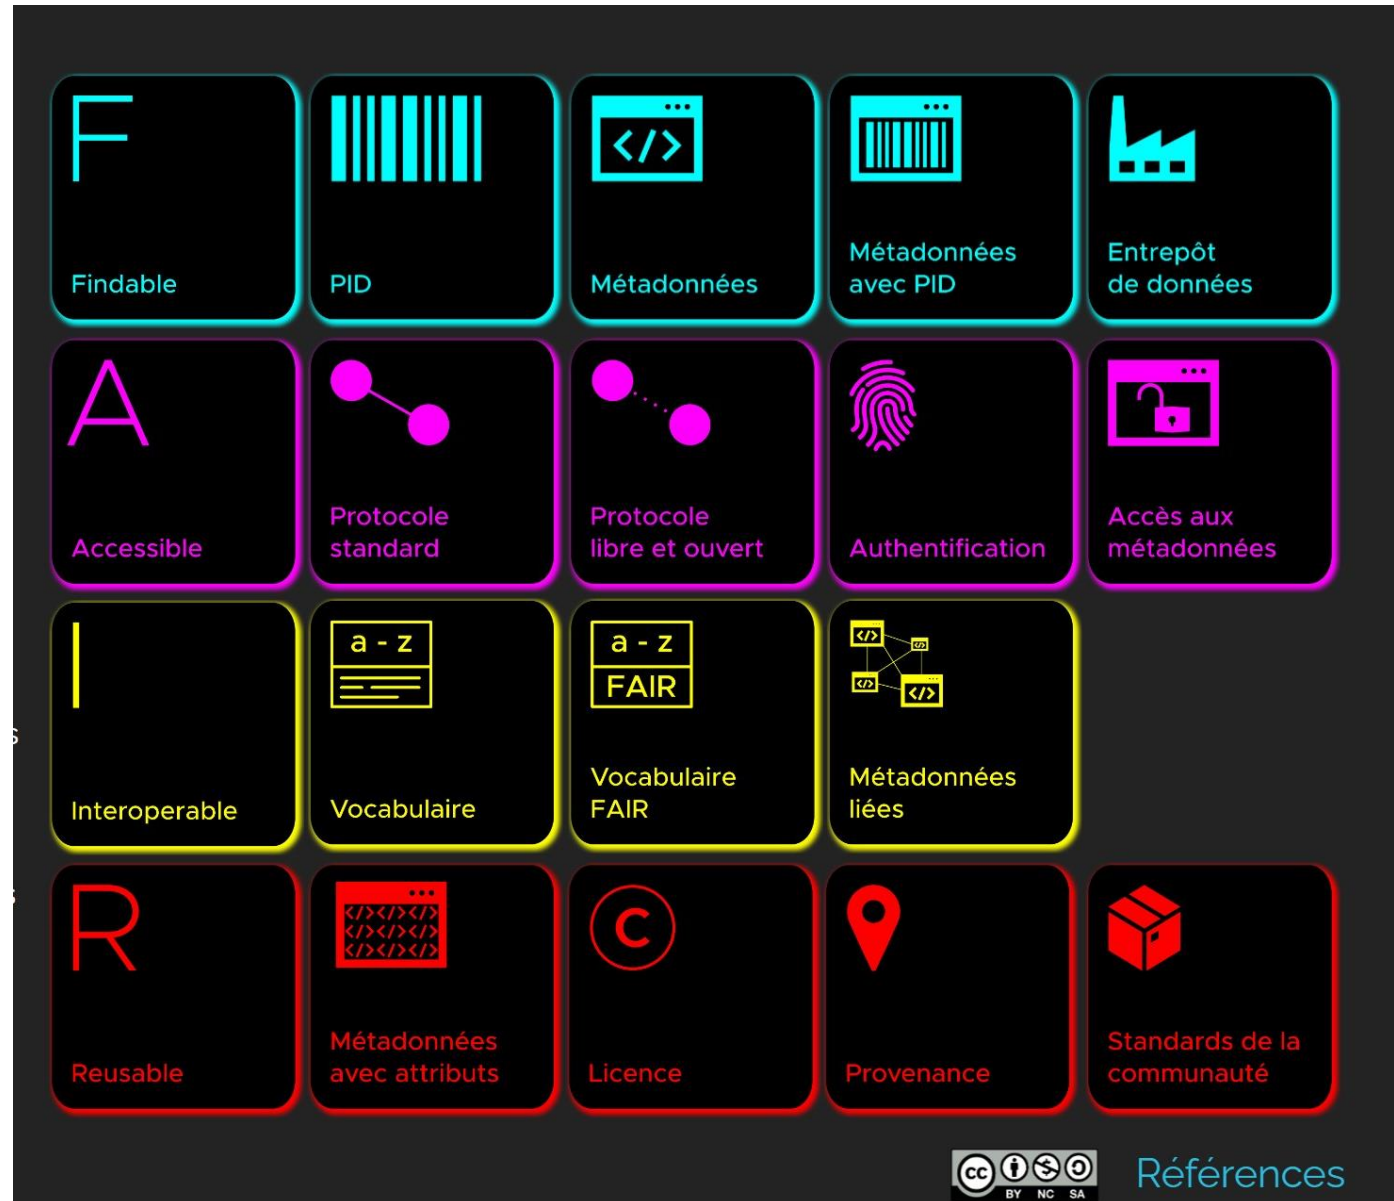 F
Findable
PID
</>
Métadonnées
Métadonnées
avec PID
Entrepôt
de données
A
Accessible
Protocole
standard
Protocole
libre et ouvert
Authentification
Accès aux
métadonnées
I
Interoperable
a - z
Vocabulaire
a - z
FAIR
Vocabulaire
FAIR
</>
</>
</>
</>
Métadonnées
liées
s
R
Reusable
</></></>
</></></>
</></></>
Métadonnées
avec attributs
C
Licence
Provenance
Standards de la
communauté
s
cc
BY NC SA
Références